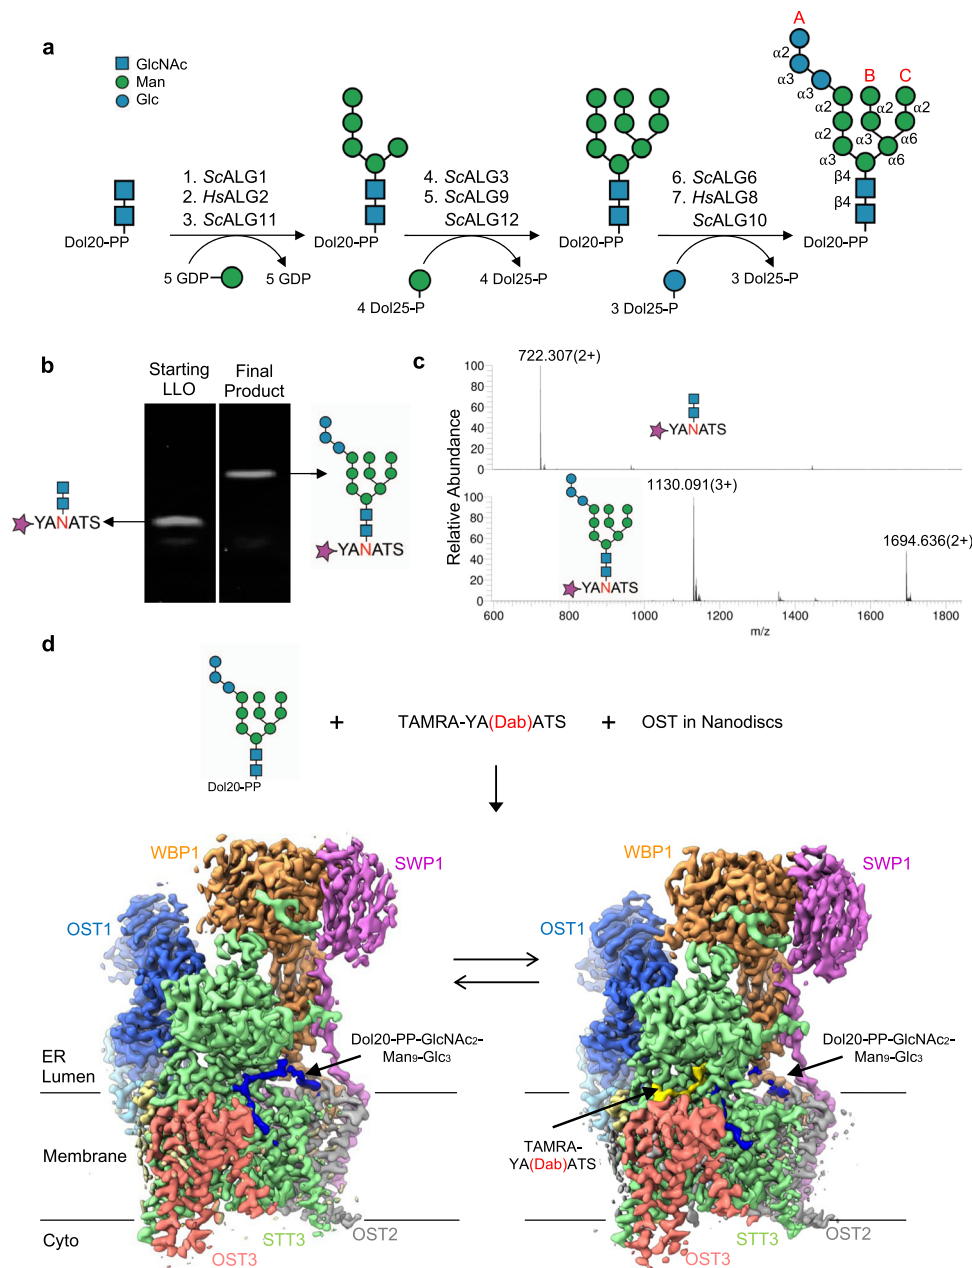 a
GlcNAc
Man
Glc
1. ScALG1
2. HsALG2
3. ScALG11
4. ScALG3
5. ScALG9
ScALG12
6. ScALG6
7. HsALG8
ScALG10
Dol20-PP
5 GDP
5 GDP
Dol20-PP
4 Dol25-P
4 Dol25-P
Dol20-PP
3 Dol25-P
3 Dol25-P
A
B
C
α2
α3
α3
α2
α2
α3
α2
α3
α2
α6
α6
β4
β4
Dol20-PP
b
Starting
LLO
Final
Product
YANATS
YANATS
c
Relative Abundance
100
80
60
40
20
0
722.307(2+)
YANATS
100
80
60
40
20
0
1130.091(3+)
1694.636(2+)
YANATS
600
800
1000
1200
1400
1600
1800
m/z
d
Dol20-PP
+
TAMRA-YA(Dab)ATS
+
OST in Nanodiscs
WBP1
SWP1
OST1
Dol20-PP-GlcNAc2-
Man9-Glc3
ER
Lumen
Membrane
Cyto
OST3
STT3
OST2
WBP1
SWP1
OST1
Dol20-PP-GlcNAc2-
Man9-Glc3
TAMRA-
YA(Dab)ATS
STT3
OST3
OST2